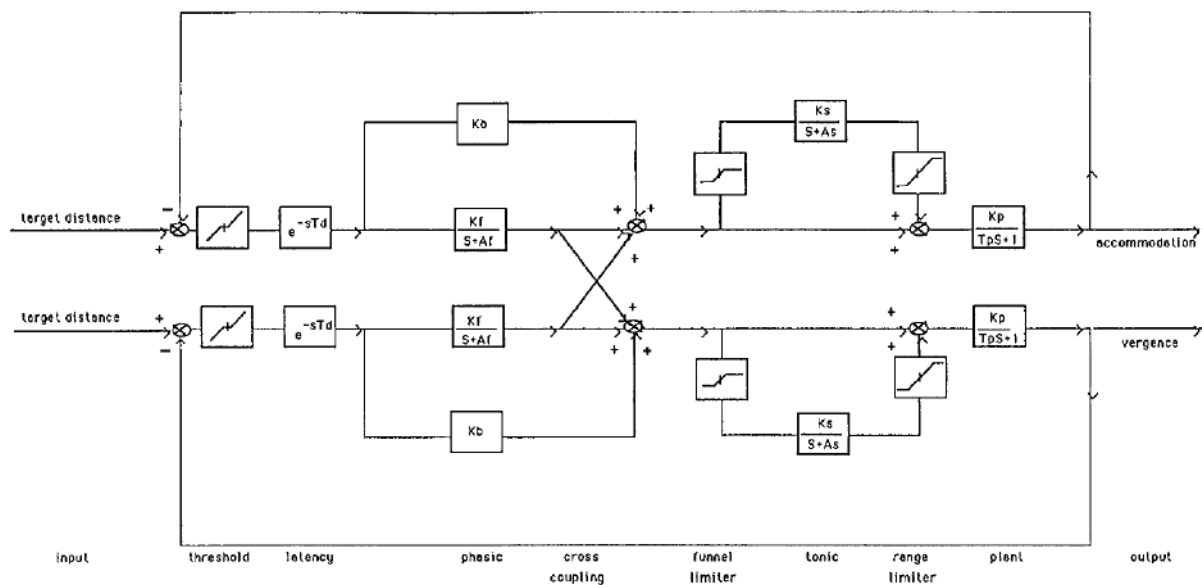 Kb
Ks
S+As
−
target distance
+
e-sTd
Kf
S+Af
+
+
+
+
+
Kp
TpS+1
accommodation
target distance
+
−
e-sTd
Kf
S+Af
+
+
+
+
+
+
Kp
TpS+1
vergence
Kb
Ks
S+As
input
threshold
latency
phasic
cross
coupling
funnel
limiter
tonic
range
limiter
plant
output